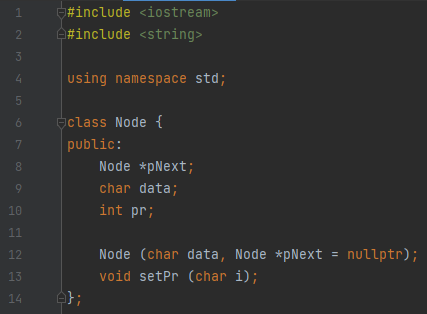 1 #include <iostream>
2 #include <string>
3
4 using namespace std;
5
6 class Node {
7 public:
8     Node *pNext;
9     char data;
10     int pr;
11
12     Node (char data, Node *pNext = nullptr);
13     void setPr (char i);
14 };